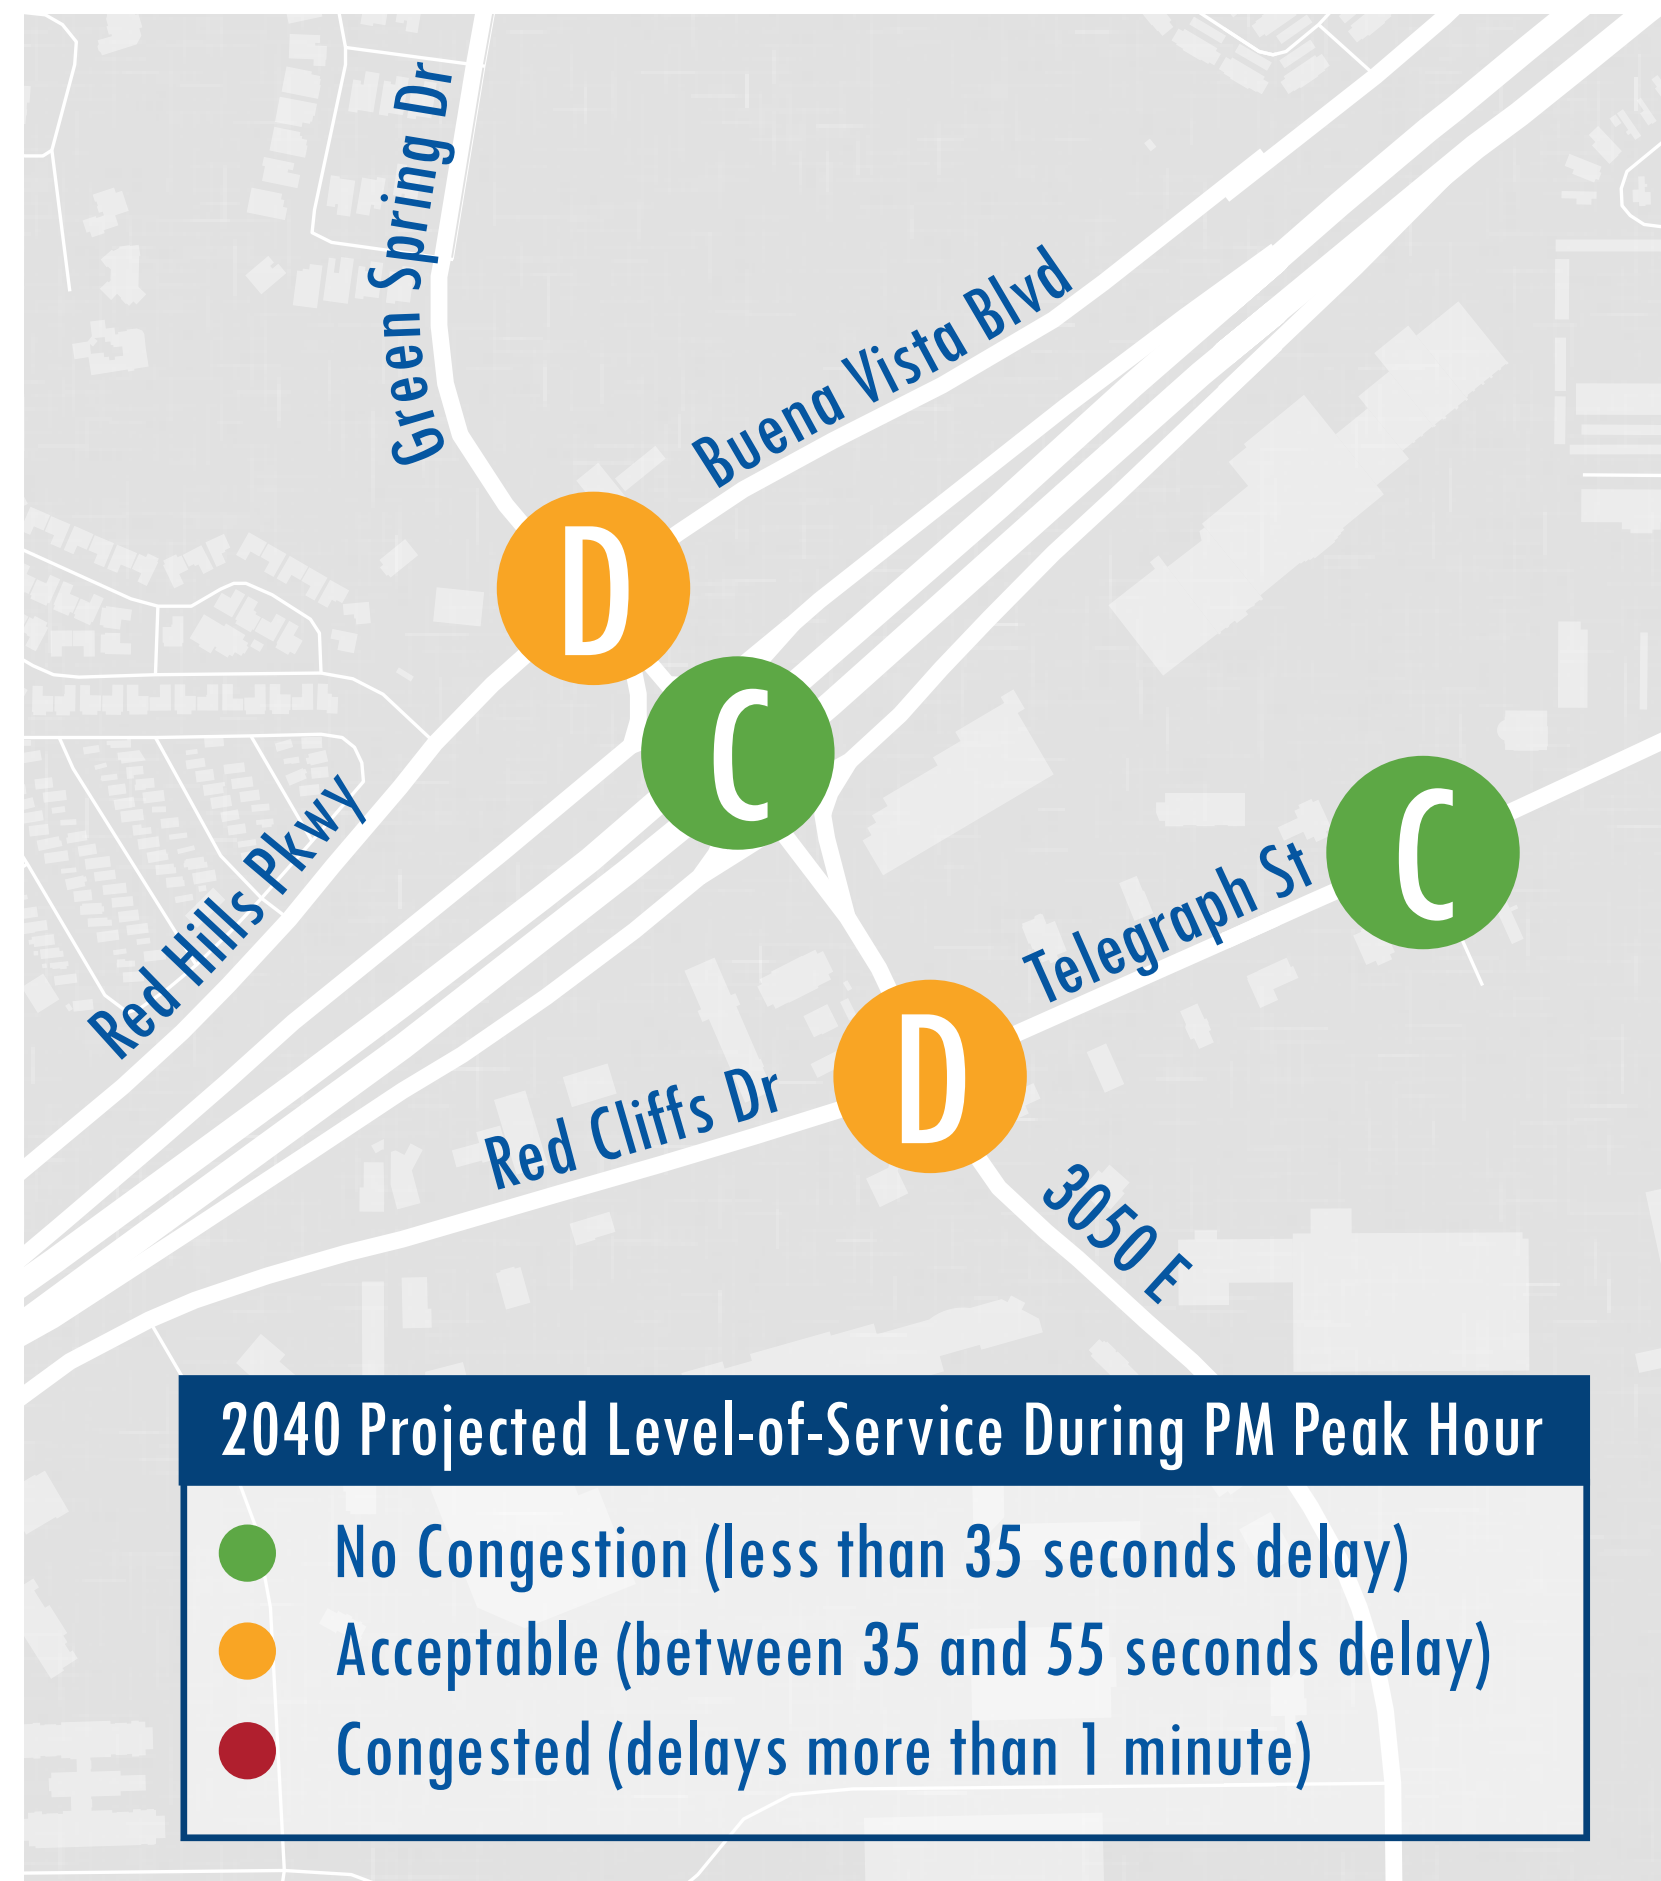 Green Spring Dr
Buena Vista Blvd
D
C
Red Hills Pkwy
C
Telegraph St
D
Red Cliffs Dr
3050 E
2040 Projected Level-of-Service During PM Peak Hour
No Congestion (less than 35 seconds delay)
Acceptable (between 35 and 55 seconds delay)
Congested (delays more than 1 minute)